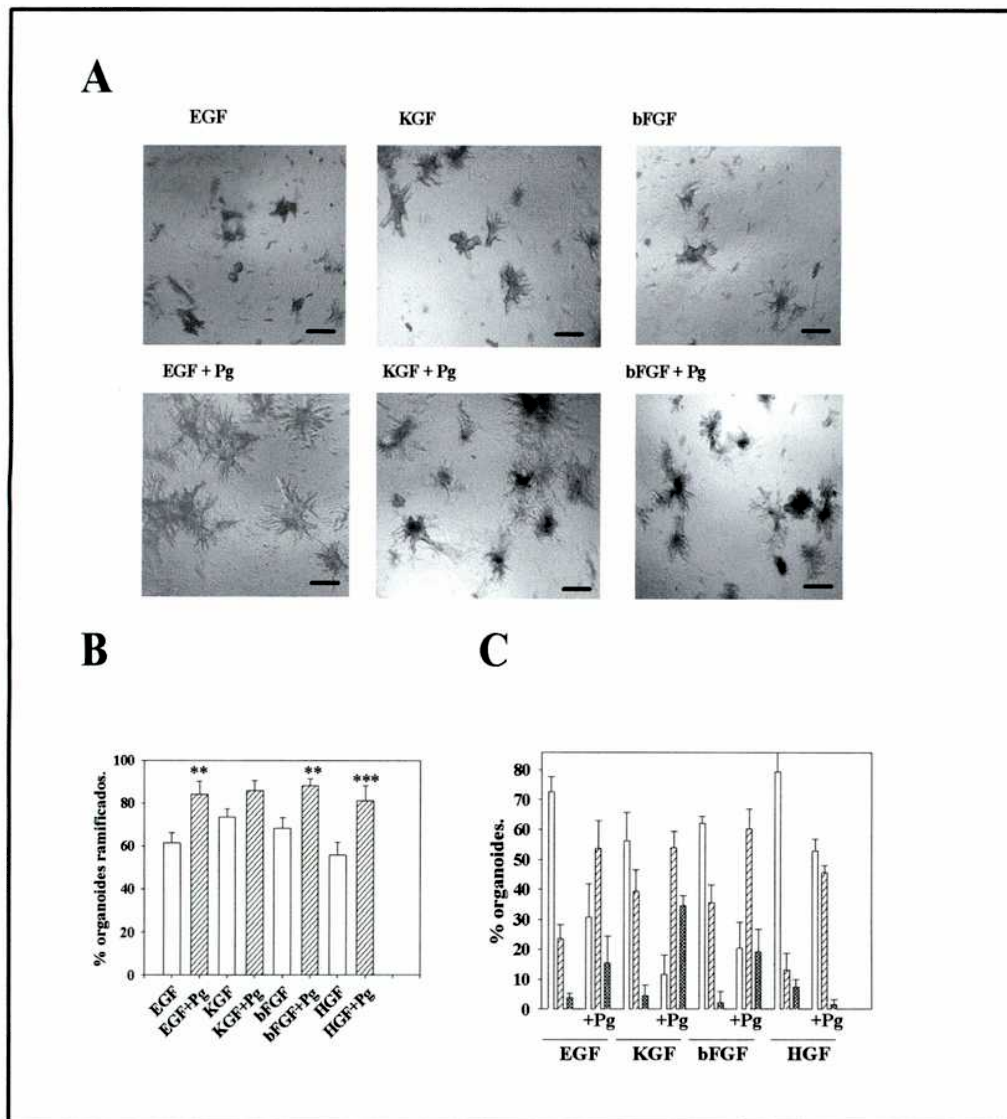 A
EGF
KGF
bFGF
EGF + Pg
KGF + Pg
bFGF + Pg
B
C
% organoides ramificados.
100
80
60
40
20
0
**
**
***
EGF
EGF+Pg
KGF
KGF+Pg
bFGF
bFGF+Pg
HGF
HGF+Pg
% organoides.
80
70
60
50
40
30
20
10
0
+Pg
+Pg
+Pg
+Pg
EGF
KGF
bFGF
HGF